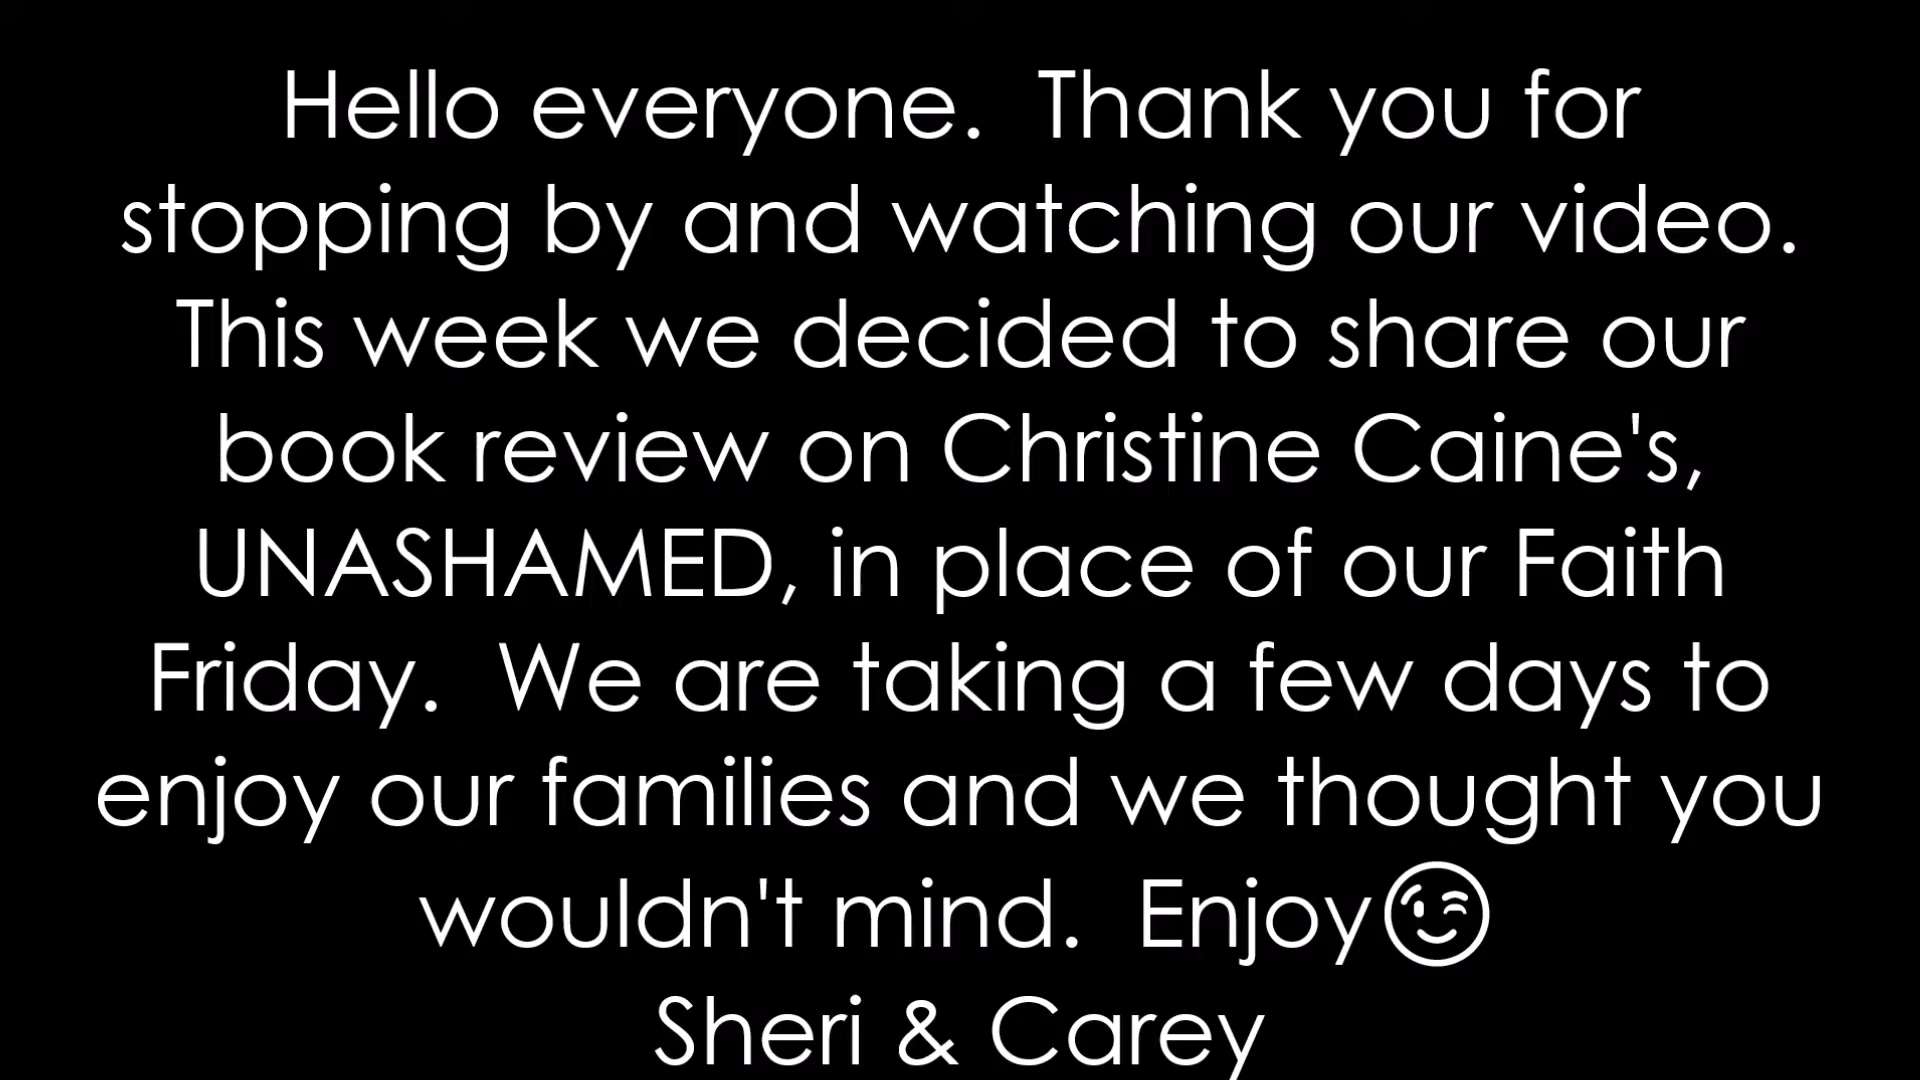 Hello everyone.  Thank you for
stopping by and watching our video.
This week we decided to share our
book review on Christine Caine's,
UNASHAMED, in place of our Faith
Friday.  We are taking a few days to
enjoy our families and we thought you
wouldn't mind.  Enjoy😉
Sheri & Carey